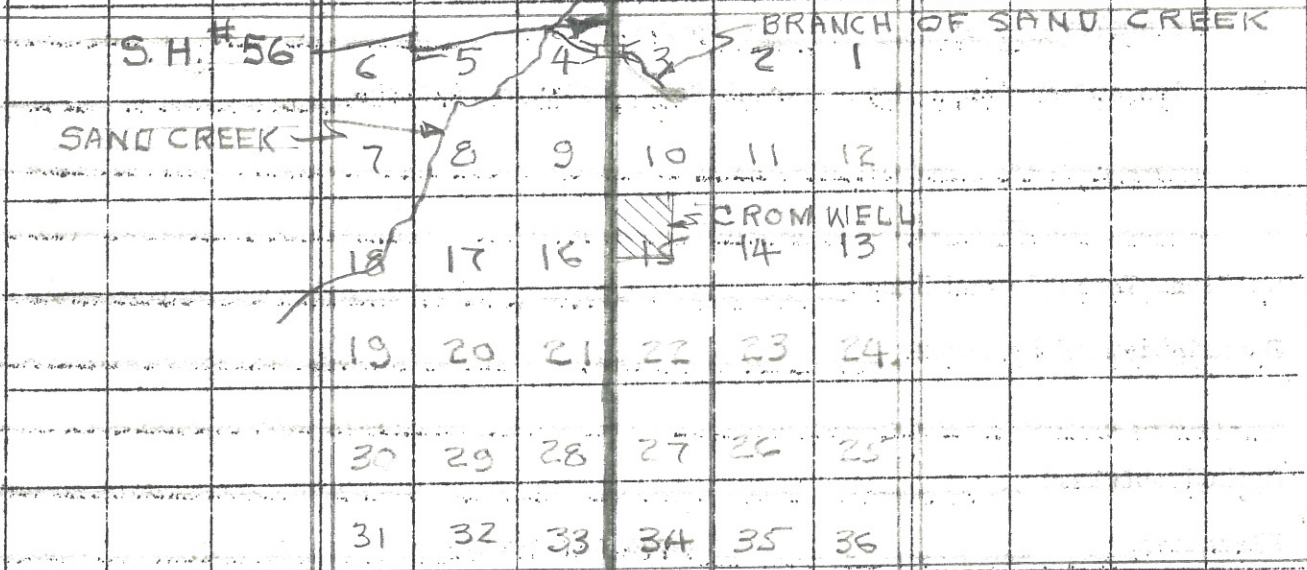 BRANCH OF SAND CREEK
S.H. #56
6 5 4 3 2 1
SAND CREEK
7 8 9 10 11 12
CROMWELL
18 17 16 15 14 13
19 20 21 22 23 24
30 29 28 27 26 25
31 32 33 34 35 36